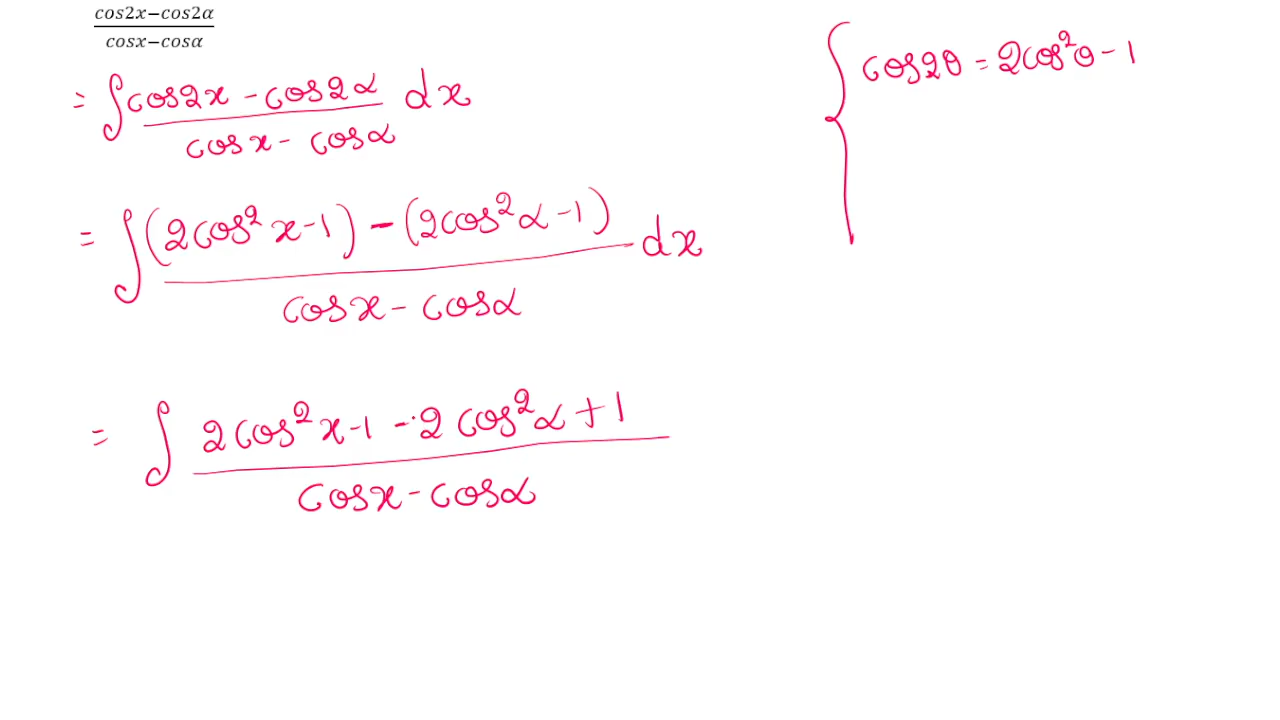 cos2x−cos2α
cosx−cosα
= ∫ cos2x - cos2α dx
cosx - cosα
cos2θ = 2cos²θ - 1
= ∫ (2cos²x-1) - (2cos²α-1) dx
cosx - cosα
= ∫ 2cos²x-1 - 2cos²α+1
cosx - cosα